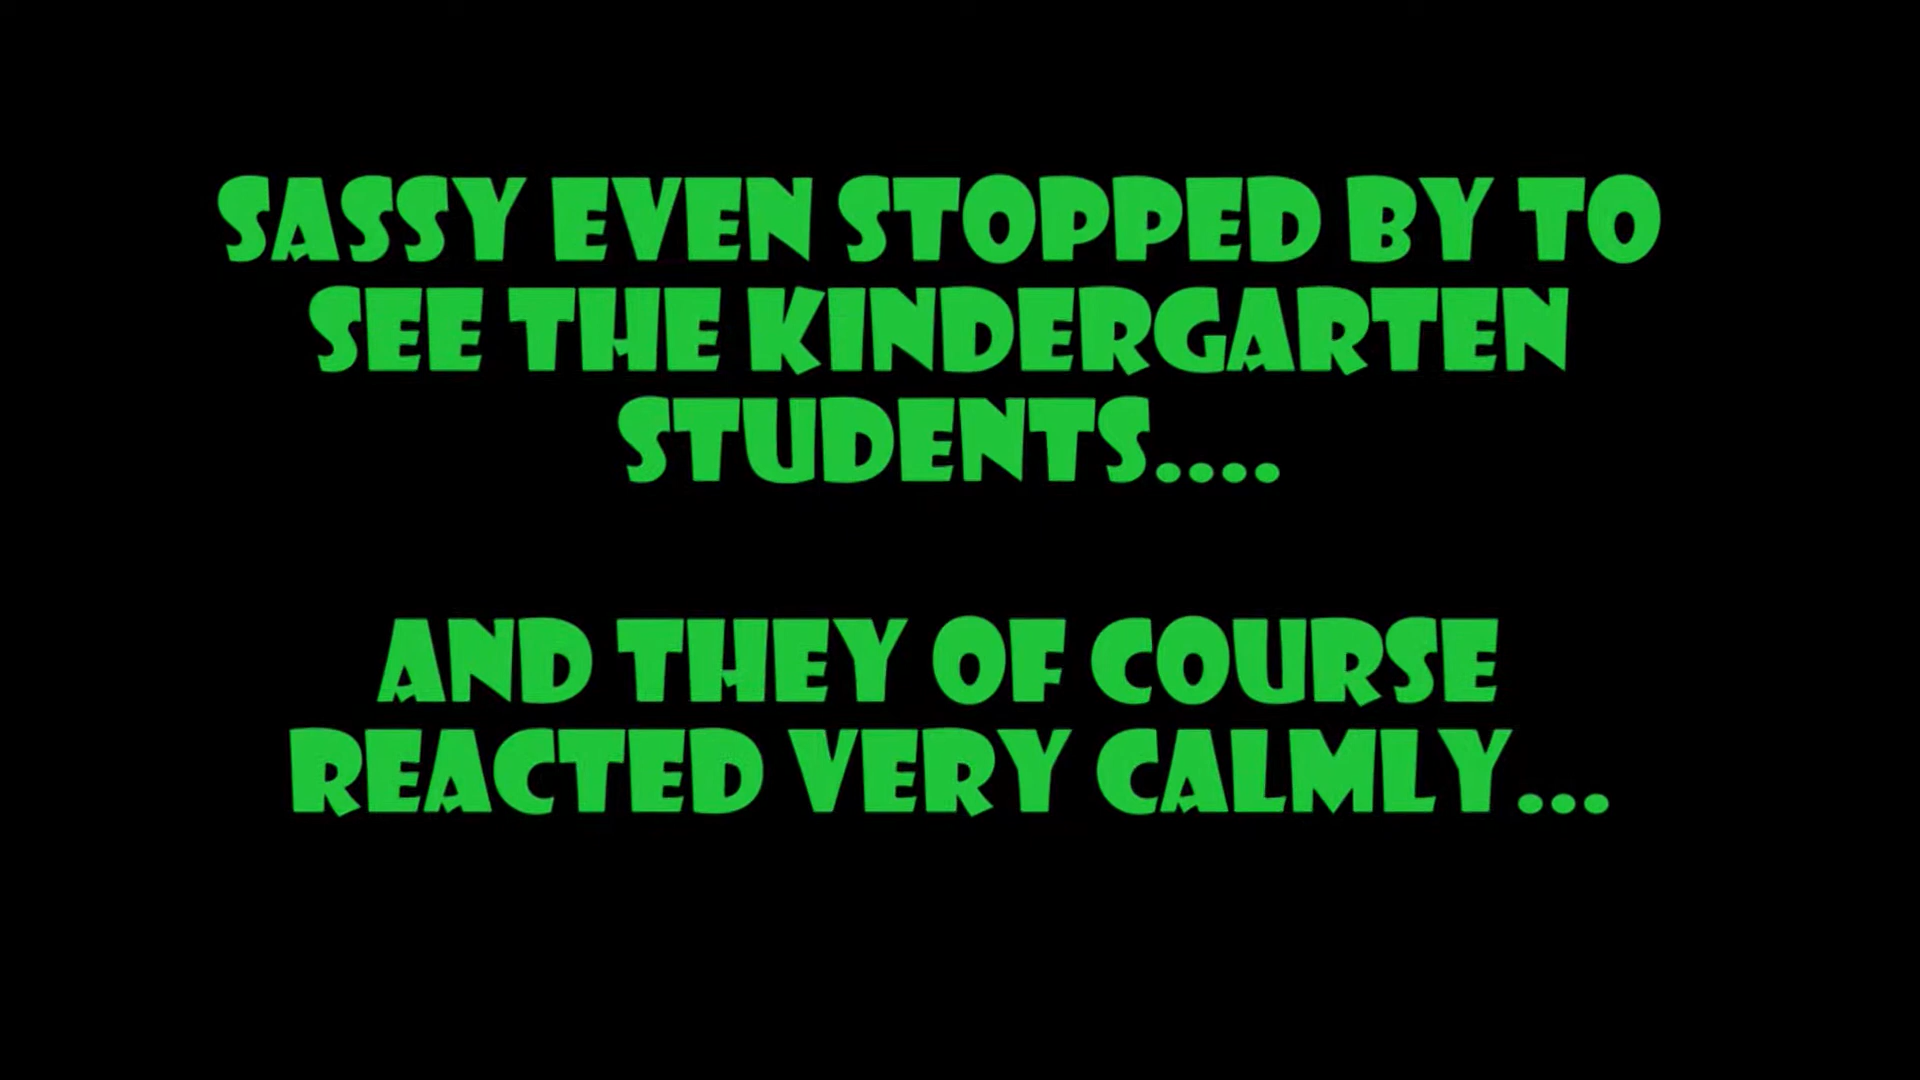 SASSY EVEN STOPPED BY TO
SEE THE KINDERGARTEN
STUDENTS....
AND THEY OF COURSE
REACTED VERY CALMLY...